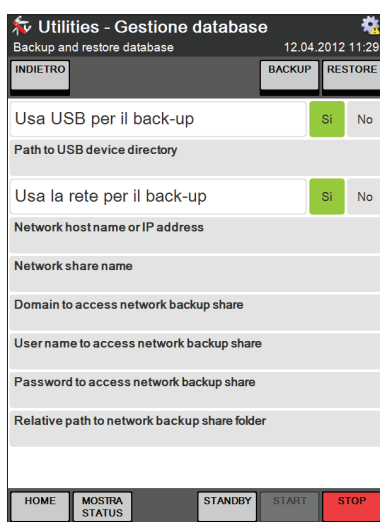 Utilities - Gestione database
Backup and restore database 12.04.2012 11:29
INDIETRO BACKUP RESTORE
Usa USB per il back-up Si No
Path to USB device directory
Usa la rete per il back-up Si No
Network host name or IP address
Network share name
Domain to access network backup share
User name to access network backup share
Password to access network backup share
Relative path to network backup share folder
HOME MOSTRA STATUS STANDBY START STOP